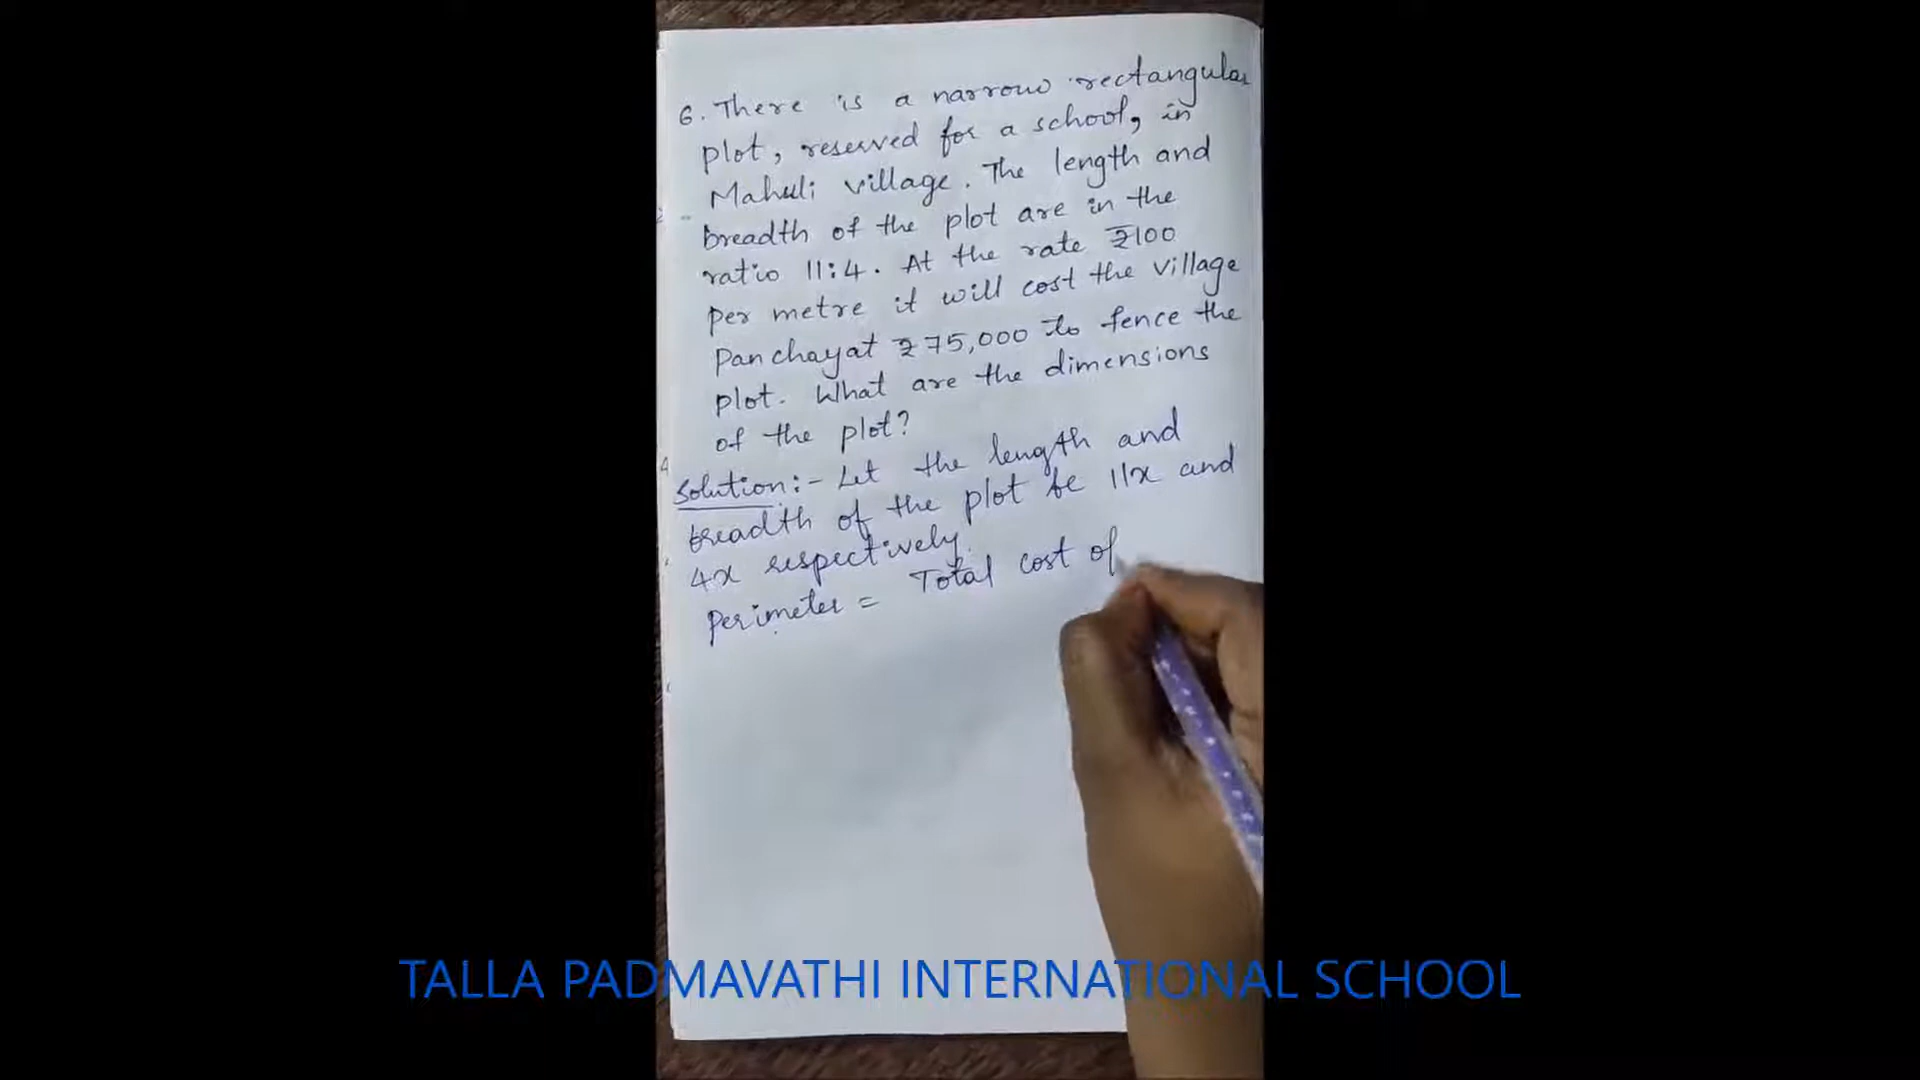 6. There is a narrow rectangular
plot, reserved for a school, in
Mahuli village. The length and
breadth of the plot are in the
ratio 11:4. At the rate ₹100
per metre it will cost the village
panchayat ₹75,000 to fence the
plot. What are the dimensions
of the plot?
Solution:- Let the length and
breadth of the plot be 11x and
4x respectively.
Perimeter = Total cost of
TALLA PADMAVATHI INTERNATIONAL SCHOOL